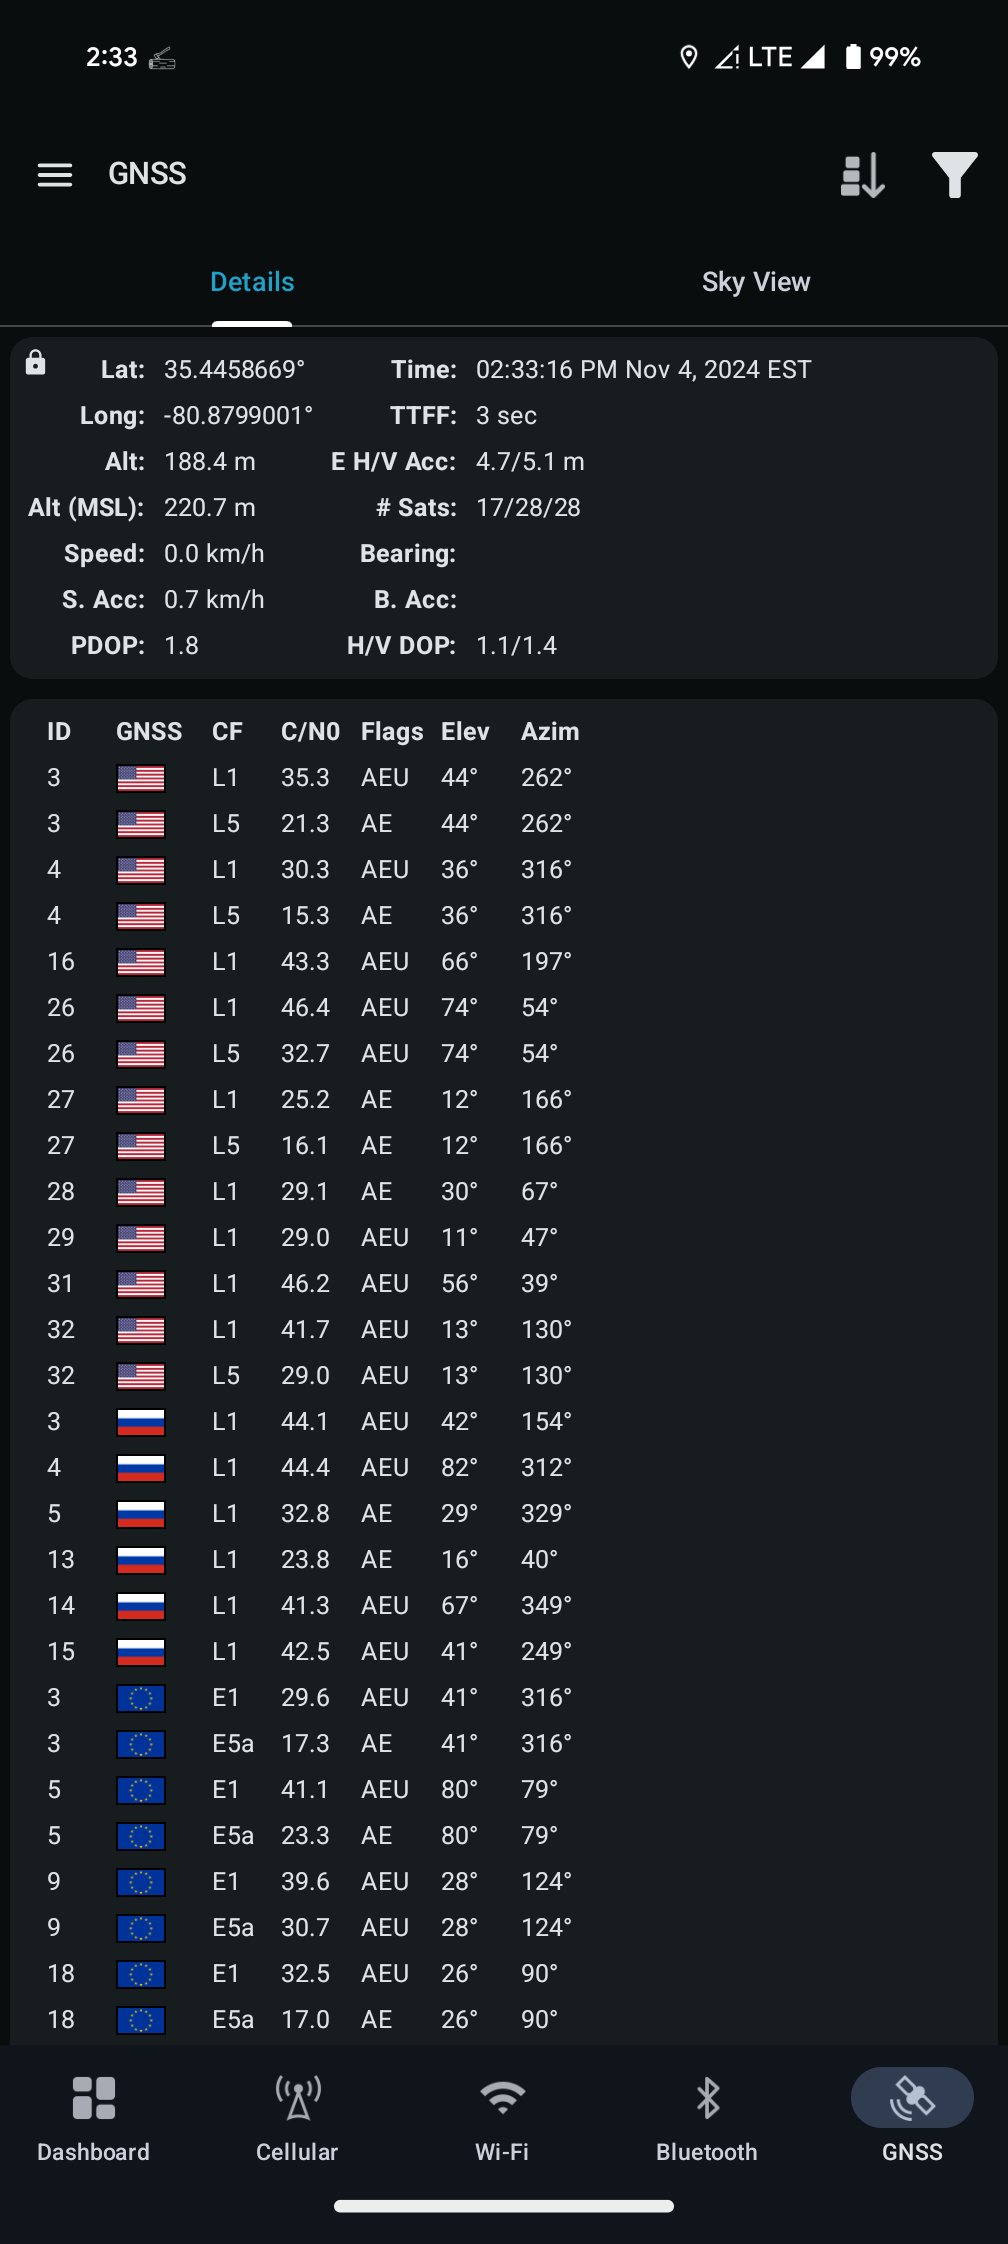 2:33 LTE 99%
GNSS
Details Sky View
Lat: 35.4458669° Time: 02:33:16 PM Nov 4, 2024 EST
Long: -80.8799001° TTFF: 3 sec
Alt: 188.4 m E H/V Acc: 4.7/5.1 m
Alt (MSL): 220.7 m # Sats: 17/28/28
Speed: 0.0 km/h Bearing:
S. Acc: 0.7 km/h B. Acc:
PDOP: 1.8 H/V DOP: 1.1/1.4
ID GNSS CF C/N0 Flags Elev Azim
3 L1 35.3 AEU 44° 262°
3 L5 21.3 AE 44° 262°
4 L1 30.3 AEU 36° 316°
4 L5 15.3 AE 36° 316°
16 L1 43.3 AEU 66° 197°
26 L1 46.4 AEU 74° 54°
26 L5 32.7 AEU 74° 54°
27 L1 25.2 AE 12° 166°
27 L5 16.1 AE 12° 166°
28 L1 29.1 AE 30° 67°
29 L1 29.0 AEU 11° 47°
31 L1 46.2 AEU 56° 39°
32 L1 41.7 AEU 13° 130°
32 L5 29.0 AEU 13° 130°
3 L1 44.1 AEU 42° 154°
4 L1 44.4 AEU 82° 312°
5 L1 32.8 AE 29° 329°
13 L1 23.8 AE 16° 40°
14 L1 41.3 AEU 67° 349°
15 L1 42.5 AEU 41° 249°
3 E1 29.6 AEU 41° 316°
3 E5a 17.3 AE 41° 316°
5 E1 41.1 AEU 80° 79°
5 E5a 23.3 AE 80° 79°
9 E1 39.6 AEU 28° 124°
9 E5a 30.7 AEU 28° 124°
18 E1 32.5 AEU 26° 90°
18 E5a 17.0 AE 26° 90°
Dashboard Cellular Wi-Fi Bluetooth GNSS